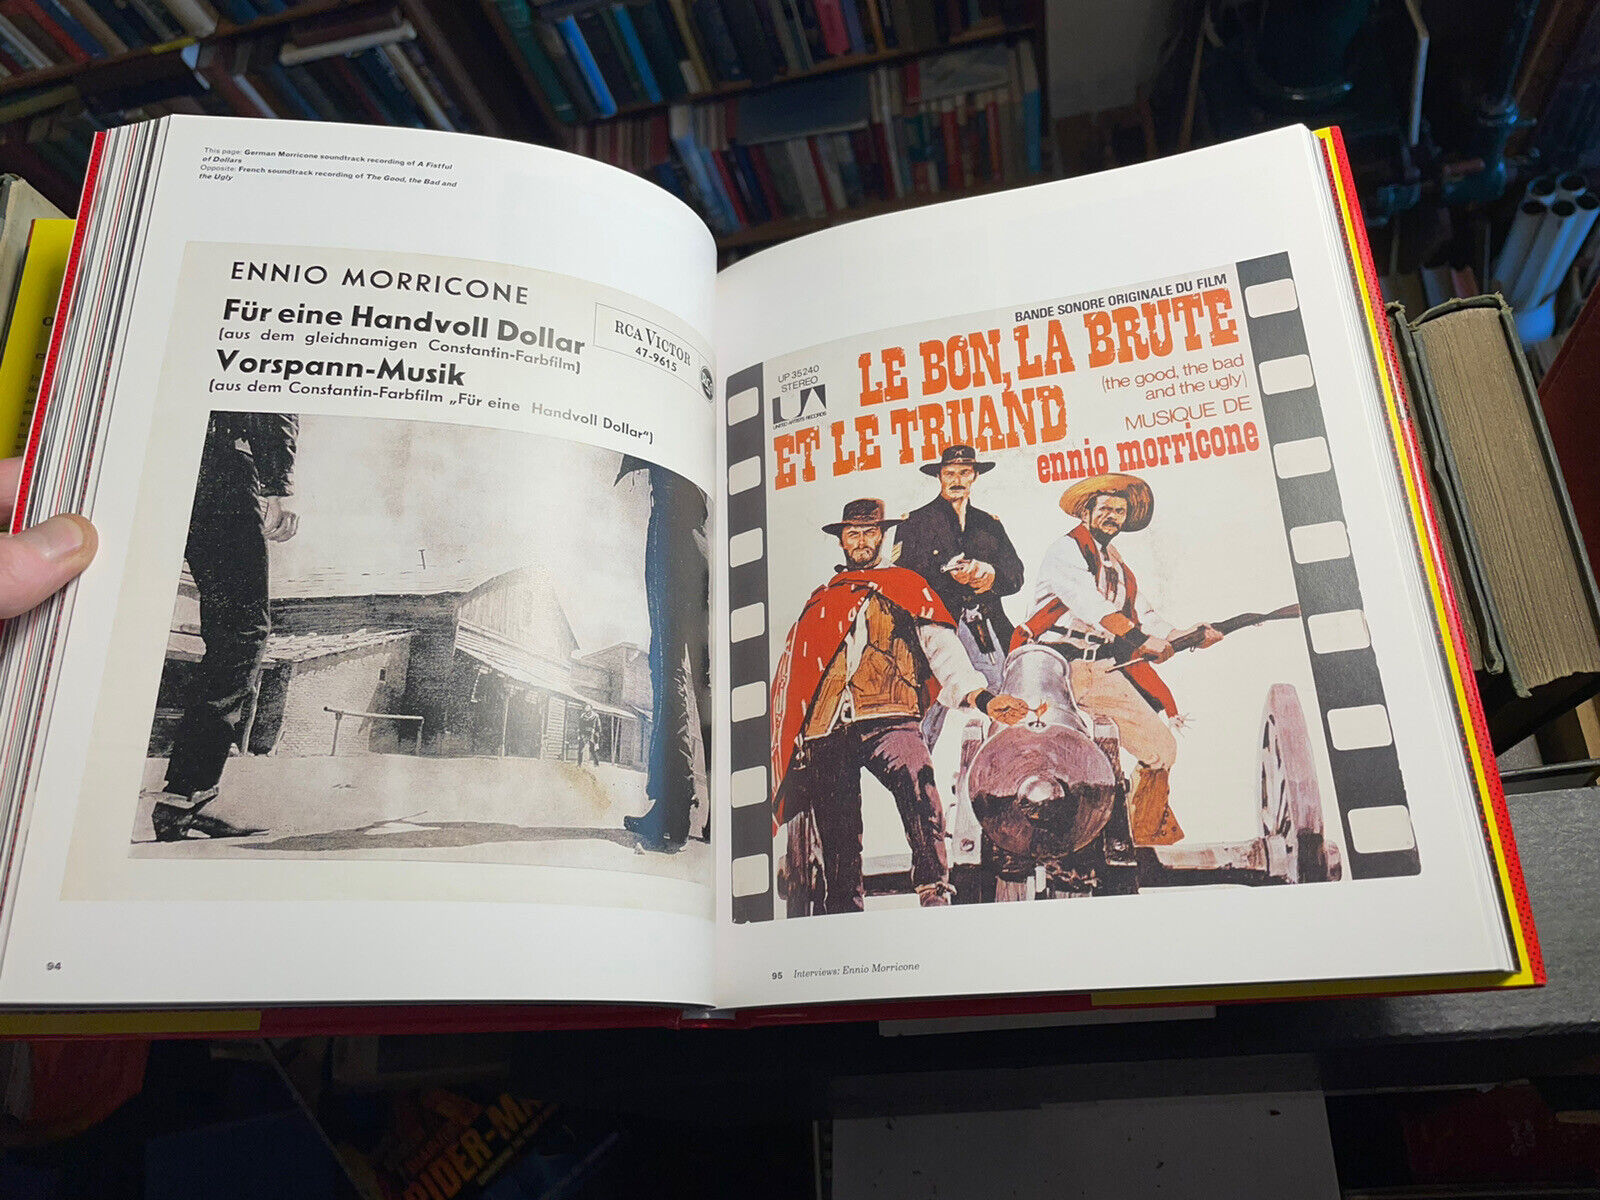 This page: German Morricone soundtrack recording of A Fistful
of Dollars
Opposite: French soundtrack recording of The Good, the Bad and
the Ugly
ENNIO MORRICONE
Für eine Handvoll Dollar
(aus dem gleichnamigen Constantin-Farbfilm)
Vorspann-Musik
(aus dem Constantin-Farbfilm „Für eine Handvoll Dollar“)
RCA VICTOR
47-9615
94
BANDE SONORE ORIGINALE DU FILM
LE BON, LA BRUTE
ET LE TRUAND
(the good, the bad
and the ugly)
MUSIQUE DE
ennio morricone
UP 35240
STEREO
UA
UNITED ARTISTS RECORDS
95 Interviews: Ennio Morricone